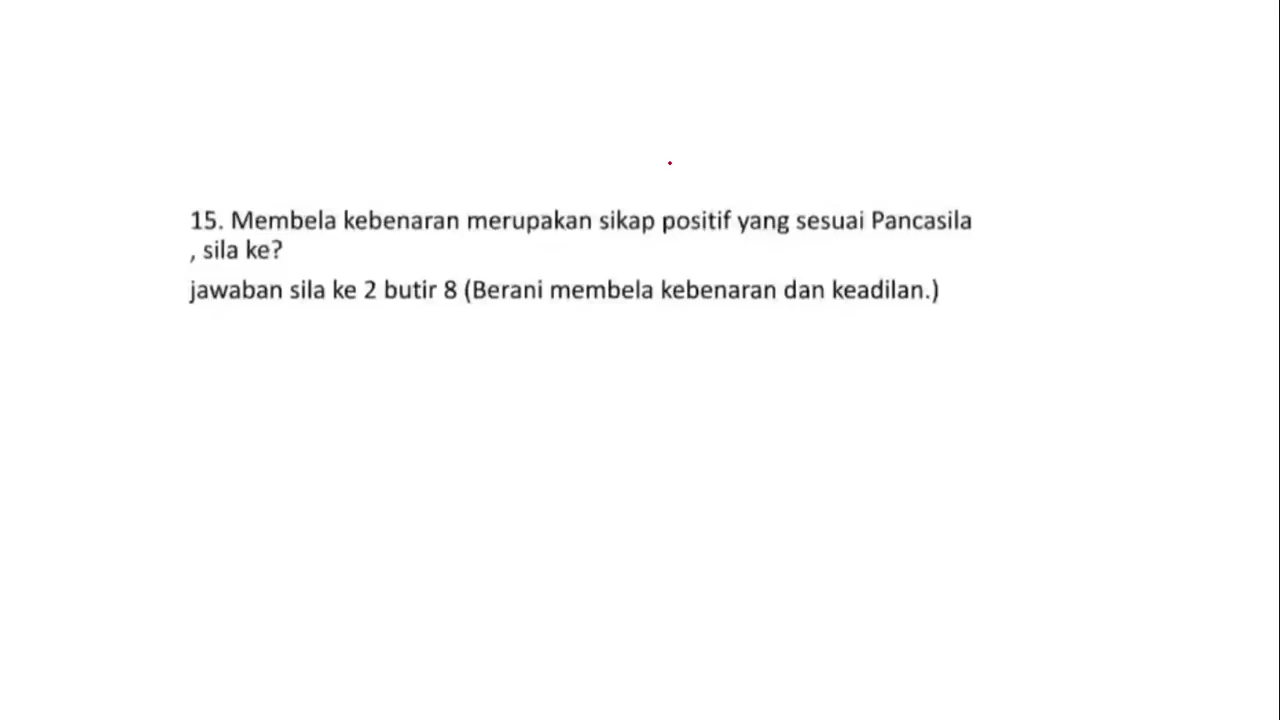 15. Membela kebenaran merupakan sikap positif yang sesuai Pancasila
, sila ke?
jawaban sila ke 2 butir 8 (Berani membela kebenaran dan keadilan.)